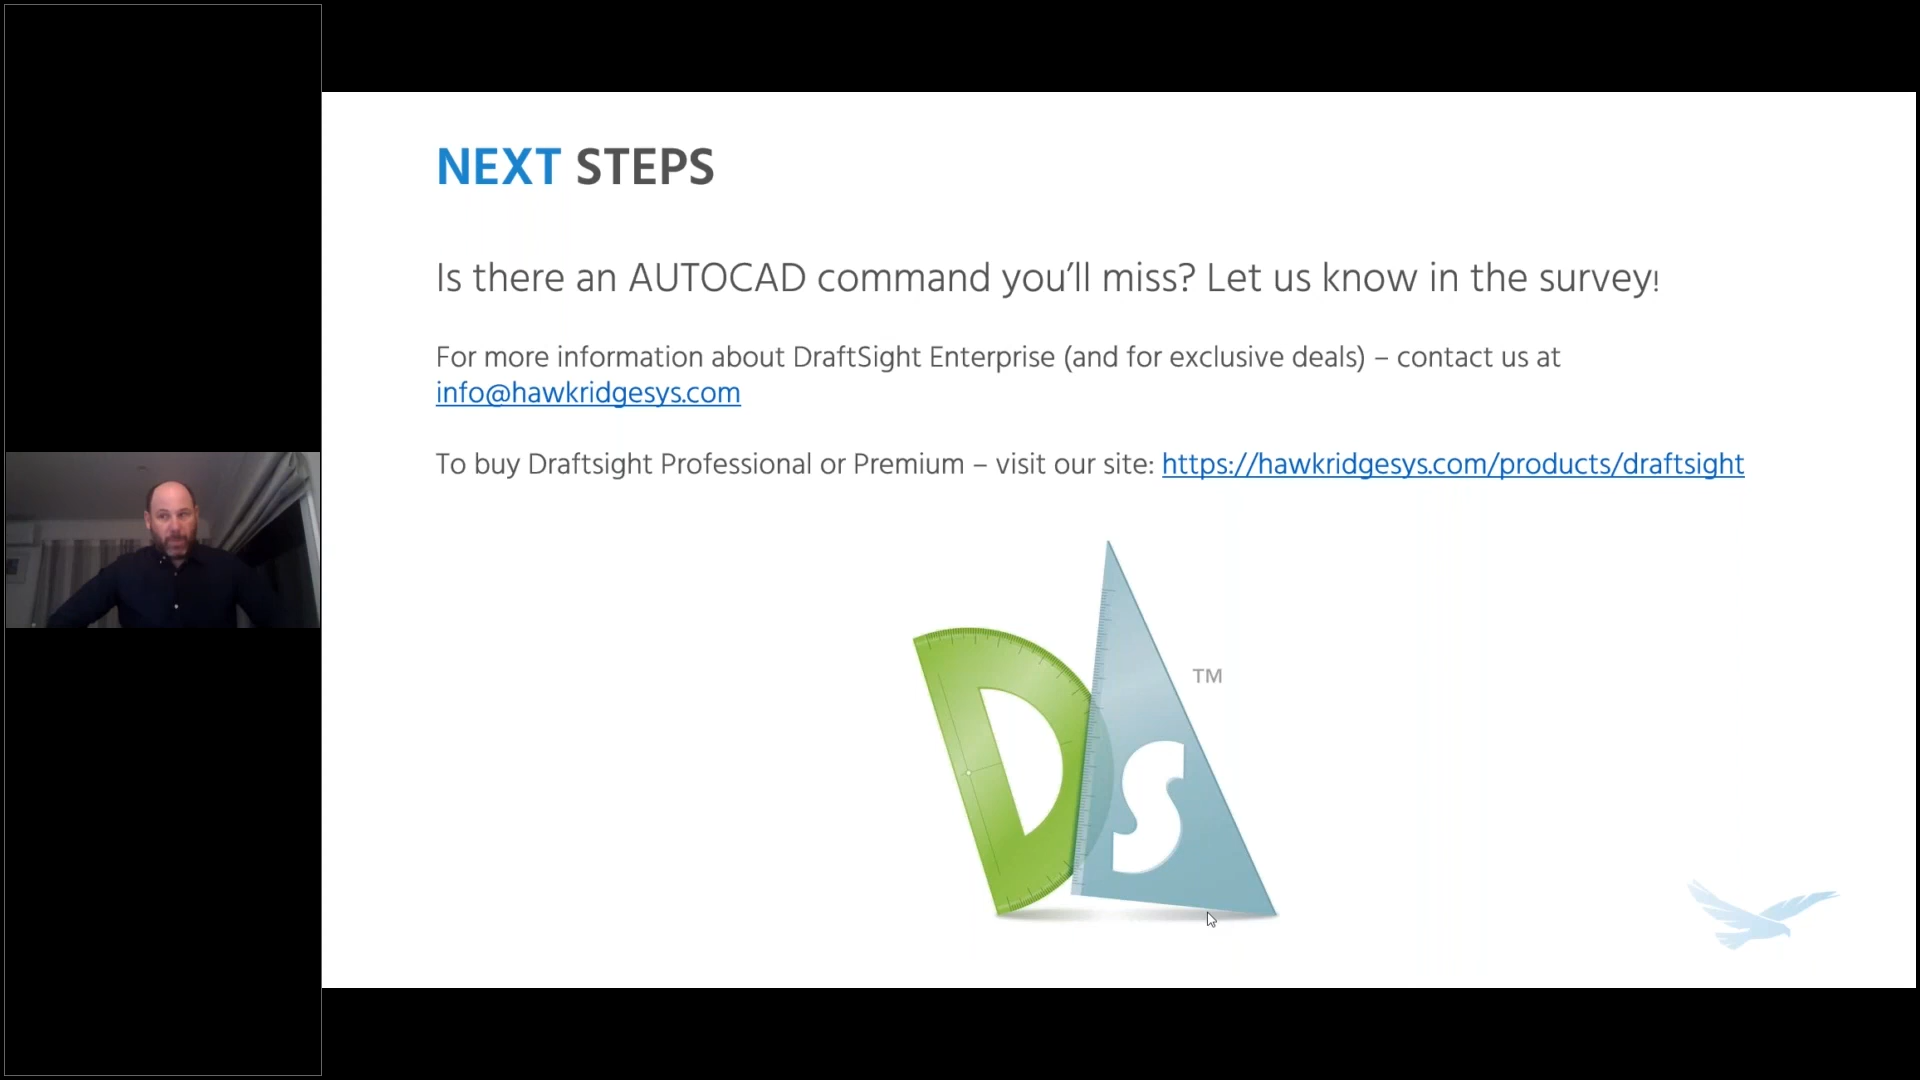 NEXT STEPS
Is there an AUTOCAD command you'll miss? Let us know in the survey!
For more information about DraftSight Enterprise (and for exclusive deals) – contact us at
info@hawkridgesys.com
To buy Draftsight Professional or Premium – visit our site: https://hawkridgesys.com/products/draftsight
TM
D
S